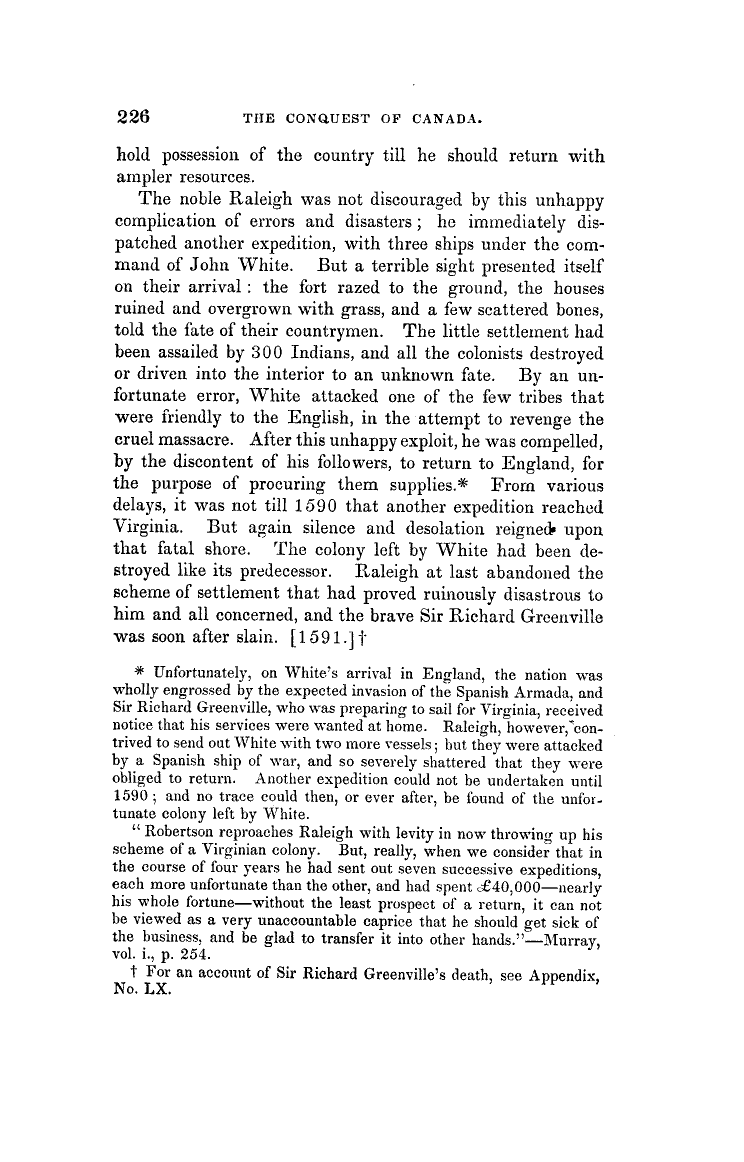 226 THE CONQUEST OF CANADA.
hold possession of the country till he should return with
ampler resources.
The noble Raleigh was not discouraged by this unhappy
complication of errors and disasters ; he immediately dis-
patched another expedition, with three ships under the com-
mand of John White. But a terrible sight presented itself
on their arrival : the fort razed to the ground, the houses
ruined and overgrown with grass, and a few scattered bones,
told the fate of their countrymen. The little settlement had
been assailed by 300 Indians, and all the colonists destroyed
or driven into the interior to an unknown fate. By an un-
fortunate error, White attacked one of the few tribes that
were friendly to the English, in the attempt to revenge the
cruel massacre. After this unhappy exploit, he was compelled,
by the discontent of his followers, to return to England, for
the purpose of procuring them supplies.* From various
delays, it was not till 1590 that another expedition reached
Virginia. But again silence and desolation reigned upon
that fatal shore. The colony left by White had been de-
stroyed like its predecessor. Raleigh at last abandoned the
scheme of settlement that had proved ruinously disastrous to
him and all concerned, and the brave Sir Richard Greenville
was soon after slain. [1591.]†
* Unfortunately, on White's arrival in England, the nation was
wholly engrossed by the expected invasion of the Spanish Armada, and
Sir Richard Greenville, who was preparing to sail for Virginia, received
notice that his services were wanted at home. Raleigh, however, con-
trived to send out White with two more vessels ; but they were attacked
by a Spanish ship of war, and so severely shattered that they were
obliged to return. Another expedition could not be undertaken until
1590 ; and no trace could then, or ever after, be found of the unfor-
tunate colony left by White.
“ Robertson reproaches Raleigh with levity in now throwing up his
scheme of a Virginian colony. But, really, when we consider that in
the course of four years he had sent out seven successive expeditions,
each more unfortunate than the other, and had spent £40,000—nearly
his whole fortune—without the least prospect of a return, it can not
be viewed as a very unaccountable caprice that he should get sick of
the business, and be glad to transfer it into other hands.”—Murray,
vol. i., p. 254.
† For an account of Sir Richard Greenville's death, see Appendix,
No. LX.